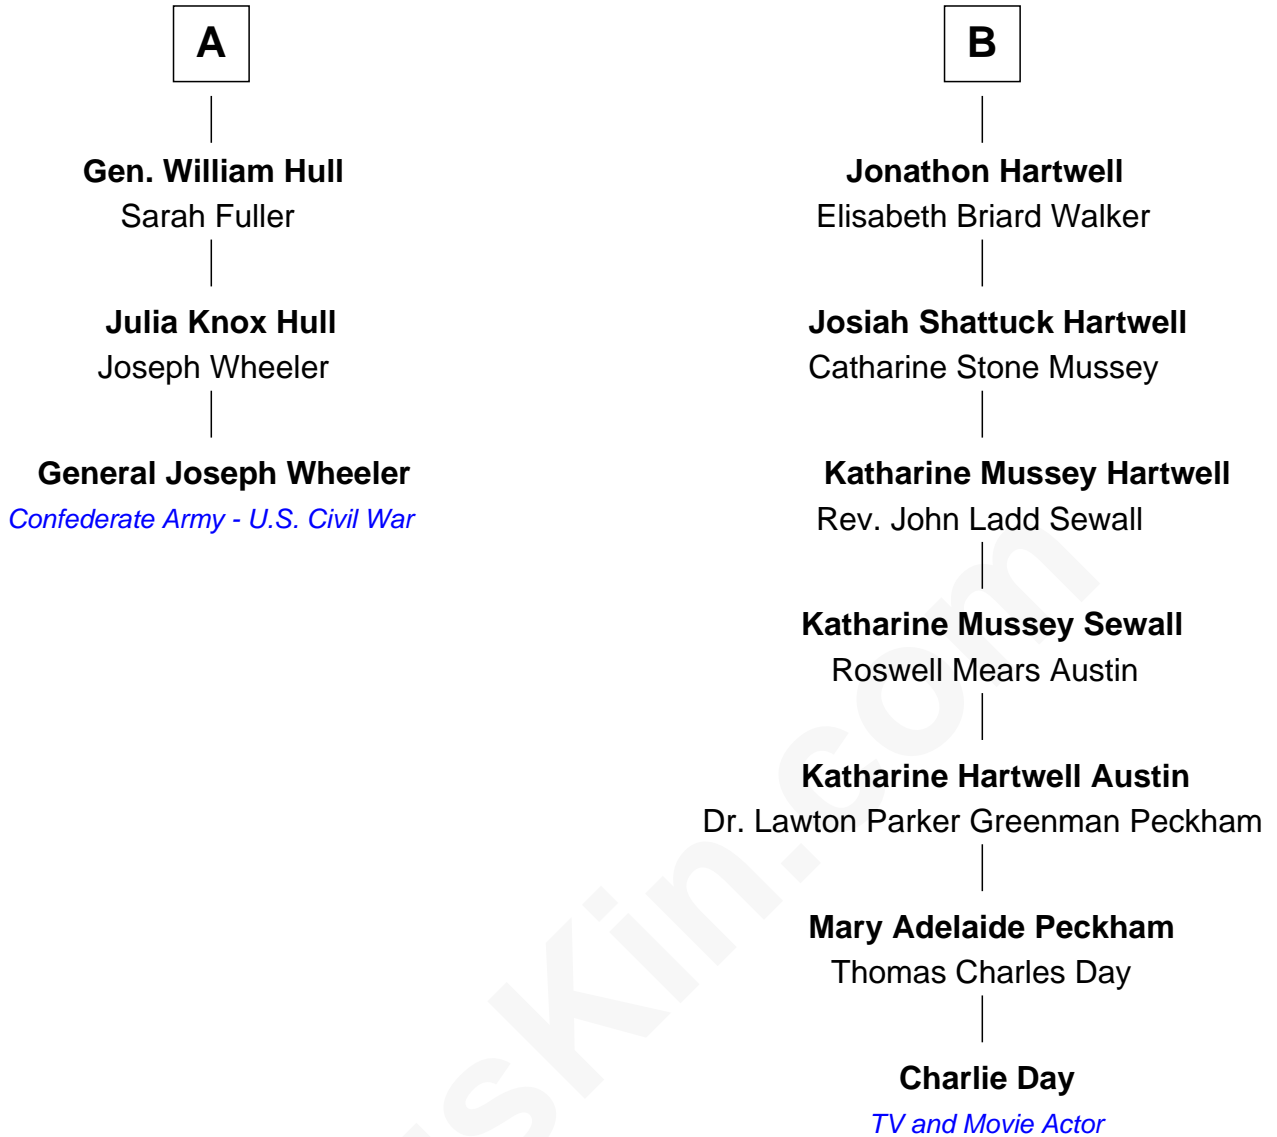 A
Gen. William Hull
Sarah Fuller
Julia Knox Hull
Joseph Wheeler
General Joseph Wheeler
Confederate Army - U.S. Civil War
B
Jonathon Hartwell
Elisabeth Briard Walker
Josiah Shattuck Hartwell
Catharine Stone Mussey
Katharine Mussey Hartwell
Rev. John Ladd Sewall
Katharine Mussey Sewall
Roswell Mears Austin
Katharine Hartwell Austin
Dr. Lawton Parker Greenman Peckham
Mary Adelaide Peckham
Thomas Charles Day
Charlie Day
TV and Movie Actor
usKin.com